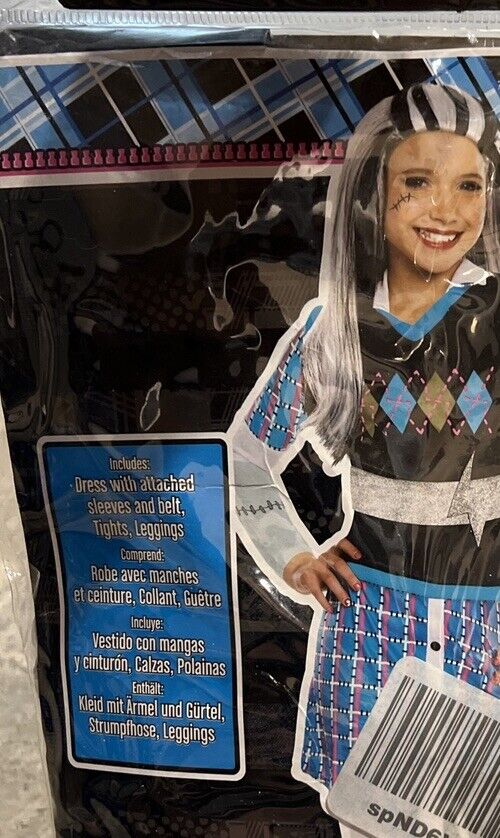 Includes:
Dress with attached
sleeves and belt,
Tights, Leggings
Comprend:
Robe avec manches
et ceinture, Collant, Guêtre
Incluye:
Vestido con mangas
y cinturón, Calzas, Polainas
Enthält:
Kleid mit Ärmel und Gürtel,
Strumpfhose, Leggings